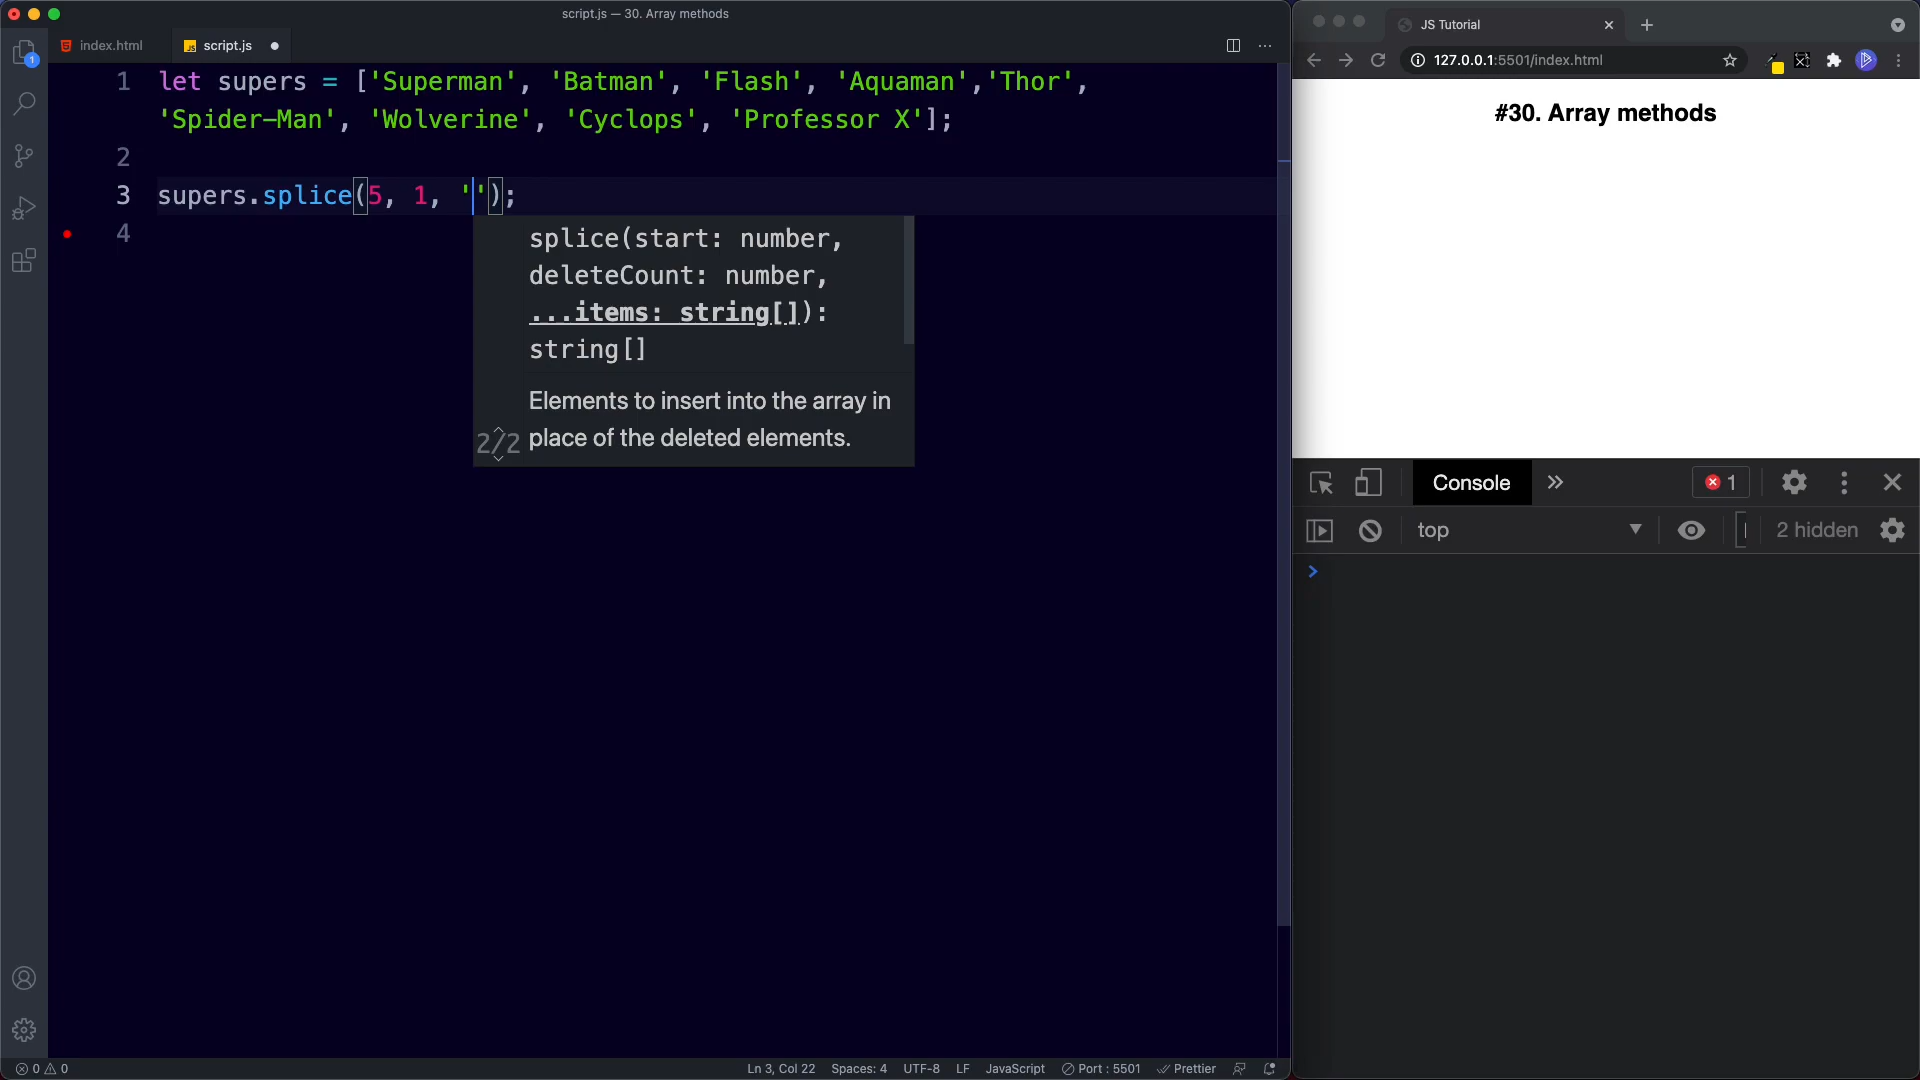 script.js — 30. Array methods
index.html
script.js
1 let supers = ['Superman', 'Batman', 'Flash', 'Aquaman','Thor',
'Spider-Man', 'Wolverine', 'Cyclops', 'Professor X'];
2
3 supers.splice(5, 1, '');
4
splice(start: number,
deleteCount: number,
...items: string[]):
string[]
Elements to insert into the array in
place of the deleted elements.
2/2
1
0 0
Ln 3, Col 22 Spaces: 4 UTF-8 LF JavaScript Port : 5501 Prettier
JS Tutorial
127.0.0.1:5501/index.html
#30. Array methods
Console 1
top 2 hidden